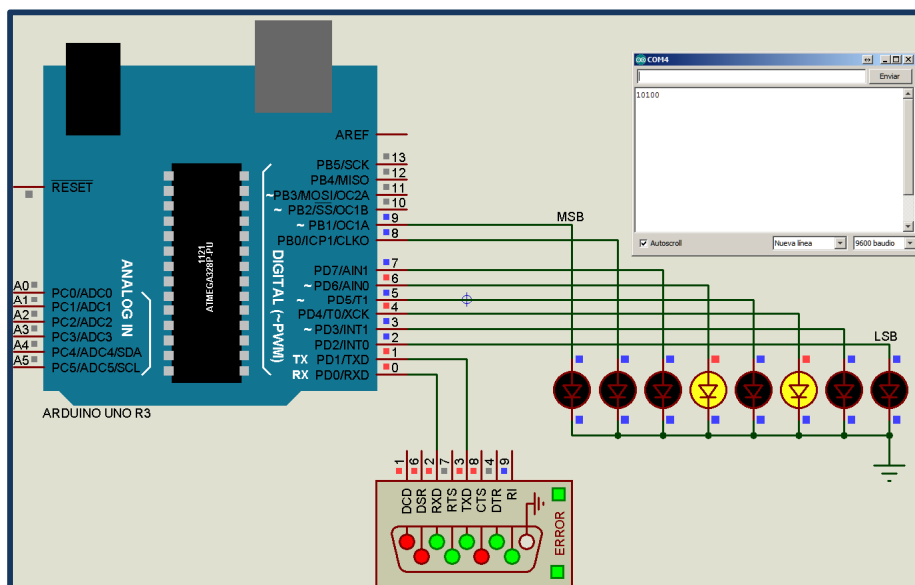 COM4
Enviar
10100
Autoscroll
Nueva línea
9600 baudio
AREF
RESET
PB5/SCK
13
PB4/MISO
12
~PB3/MOSI/OC2A
11
~ PB2/SS/OC1B
10
~ PB1/OC1A
9
PB0/ICP1/CLKO
8
PD7/AIN1
7
~ PD6/AIN0
6
~ PD5/T1
5
PD4/T0/XCK
4
~ PD3/INT1
3
PD2/INT0
2
TX PD1/TXD
1
RX PD0/RXD
0
1121
ATMEGA328P-PU
DIGITAL (~PWM)
ANALOG IN
A0
PC0/ADC0
A1
PC1/ADC1
A2
PC2/ADC2
A3
PC3/ADC3
A4
PC4/ADC4/SDA
A5
PC5/ADC5/SCL
ARDUINO UNO R3
MSB
LSB
1
6
2
7
3
8
4
9
DCD
DSR
RXD
RTS
TXD
CTS
DTR
RI
ERROR